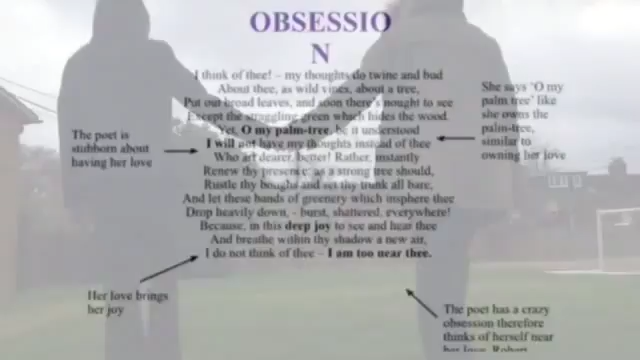 OBSESSIO
N
I think of thee! – my thoughts do twine and bud
About thee, as wild vines, about a tree,
Put out broad leaves, and soon there's nought to see
Except the straggling green which hides the wood.
Yet, O my palm-tree, be it understood
I will not have my thoughts instead of thee
Who art dearer, better! Rather, instantly
Renew thy presence; as a strong tree should,
Rustle thy boughs and set thy trunk all bare,
And let these bands of greenery which insphere thee
Drop heavily down, - burst, shattered, everywhere!
Because, in this deep joy to see and hear thee
And breathe within thy shadow a new air,
I do not think of thee – I am too near thee.
The poet is
stubborn about
having her love
She says 'O my
palm tree' like
she owns the
palm-tree,
similar to
owning her love
Her love brings
her joy
The poet has a crazy
obsession therefore
thinks of herself near
her love, Robert